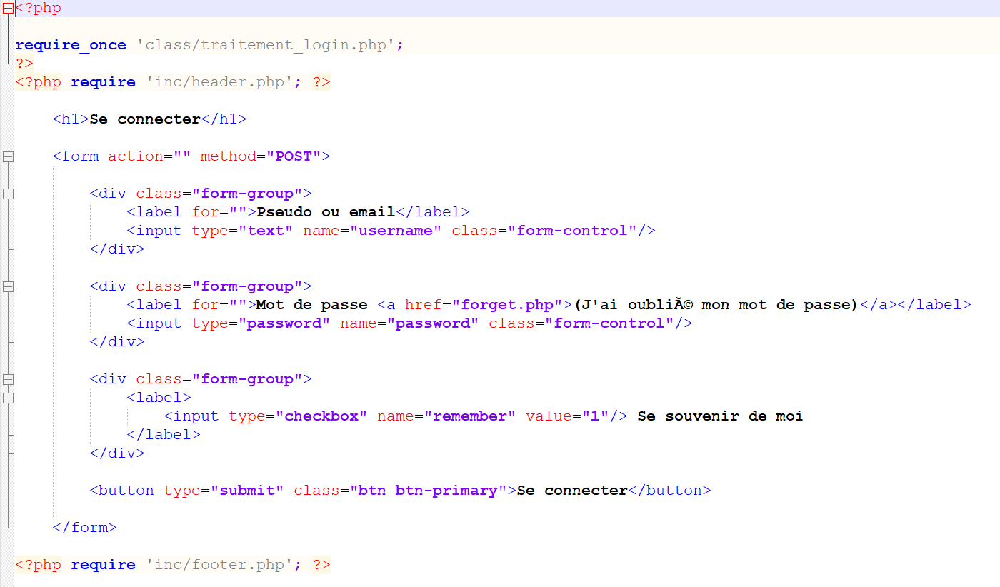 <?php
require_once 'class/traitement_login.php';
?>
<?php require 'inc/header.php'; ?>
<h1>Se connecter</h1>
<form action="" method="POST">
<div class="form-group">
<label for="">Pseudo ou email</label>
<input type="text" name="username" class="form-control"/>
</div>
<div class="form-group">
<label for="">Mot de passe <a href="forget.php">(J'ai oubliĂ© mon mot de passe)</a></label>
<input type="password" name="password" class="form-control"/>
</div>
<div class="form-group">
<label>
<input type="checkbox" name="remember" value="1"/> Se souvenir de moi
</label>
</div>
<button type="submit" class="btn btn-primary">Se connecter</button>
</form>
<?php require 'inc/footer.php'; ?>